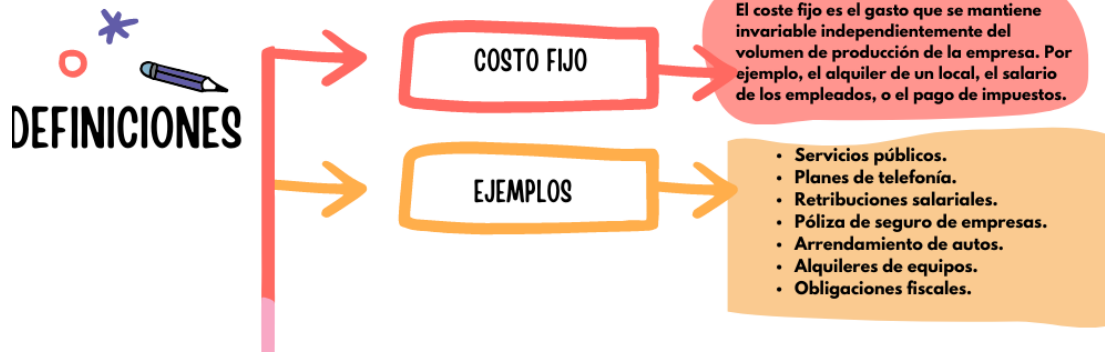 DEFINICIONES
COSTO FIJO
El coste fijo es el gasto que se mantiene
invariable independientemente del
volumen de producción de la empresa. Por
ejemplo, el alquiler de un local, el salario
de los empleados, o el pago de impuestos.
EJEMPLOS
• Servicios públicos.
• Planes de telefonía.
• Retribuciones salariales.
• Póliza de seguro de empresas.
• Arrendamiento de autos.
• Alquileres de equipos.
• Obligaciones fiscales.